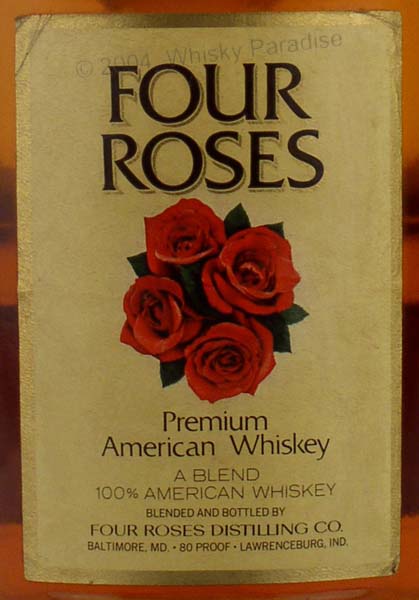 © 2004 Whisky Paradise
FOUR
ROSES
Premium
American Whiskey
A BLEND
100% AMERICAN WHISKEY
BLENDED AND BOTTLED BY
FOUR ROSES DISTILLING CO.
BALTIMORE, MD. • 80 PROOF • LAWRENCEBURG, IND.